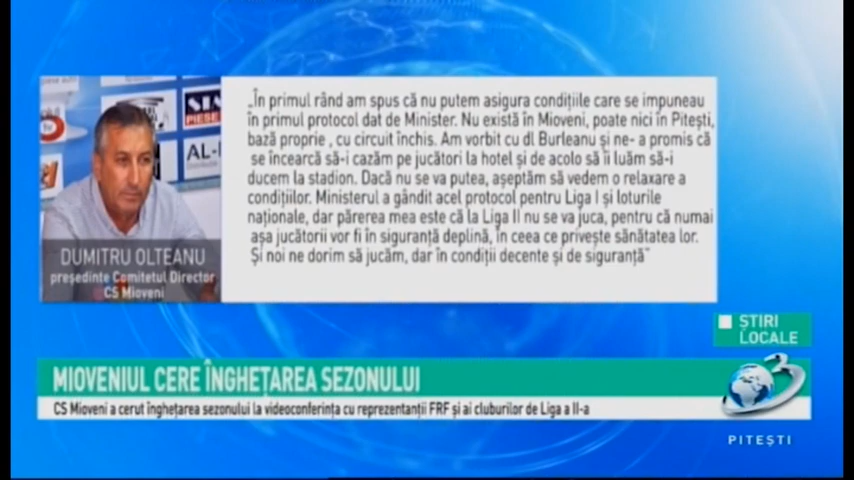 „În primul rând am spus că nu putem asigura condițiile care se impuneau
în primul protocol dat de Minister. Nu există în Mioveni, poate nici în Pitești,
bază proprie , cu circuit închis. Am vorbit cu dl Burleanu și ne- a promis că
se încearcă să-i cazăm pe jucători la hotel și de acolo să îi luăm să-i
ducem la stadion. Dacă nu se va putea, așeptăm să vedem o relaxare a
condițiilor. Ministerul a gândit acel protocol pentru Liga I și loturile
naționale, dar părerea mea este că la Liga II nu se va juca, pentru că numai
așa jucătorii vor fi în siguranță deplină, în ceea ce privește sănătatea lor.
Și noi ne dorim să jucăm, dar în condiții decente și de siguranță"
PIESE
AL-
DUMITRU OLTEANU
președinte Comitetul Director
CS Mioveni
ȘTIRI
LOCALE
MIOVENIUL CERE ÎNGHEȚAREA SEZONULUI
CS Mioveni a cerut înghețarea sezonului la videoconferința cu reprezentanții FRF și ai cluburilor de Liga a II-a
3
PITEȘTI